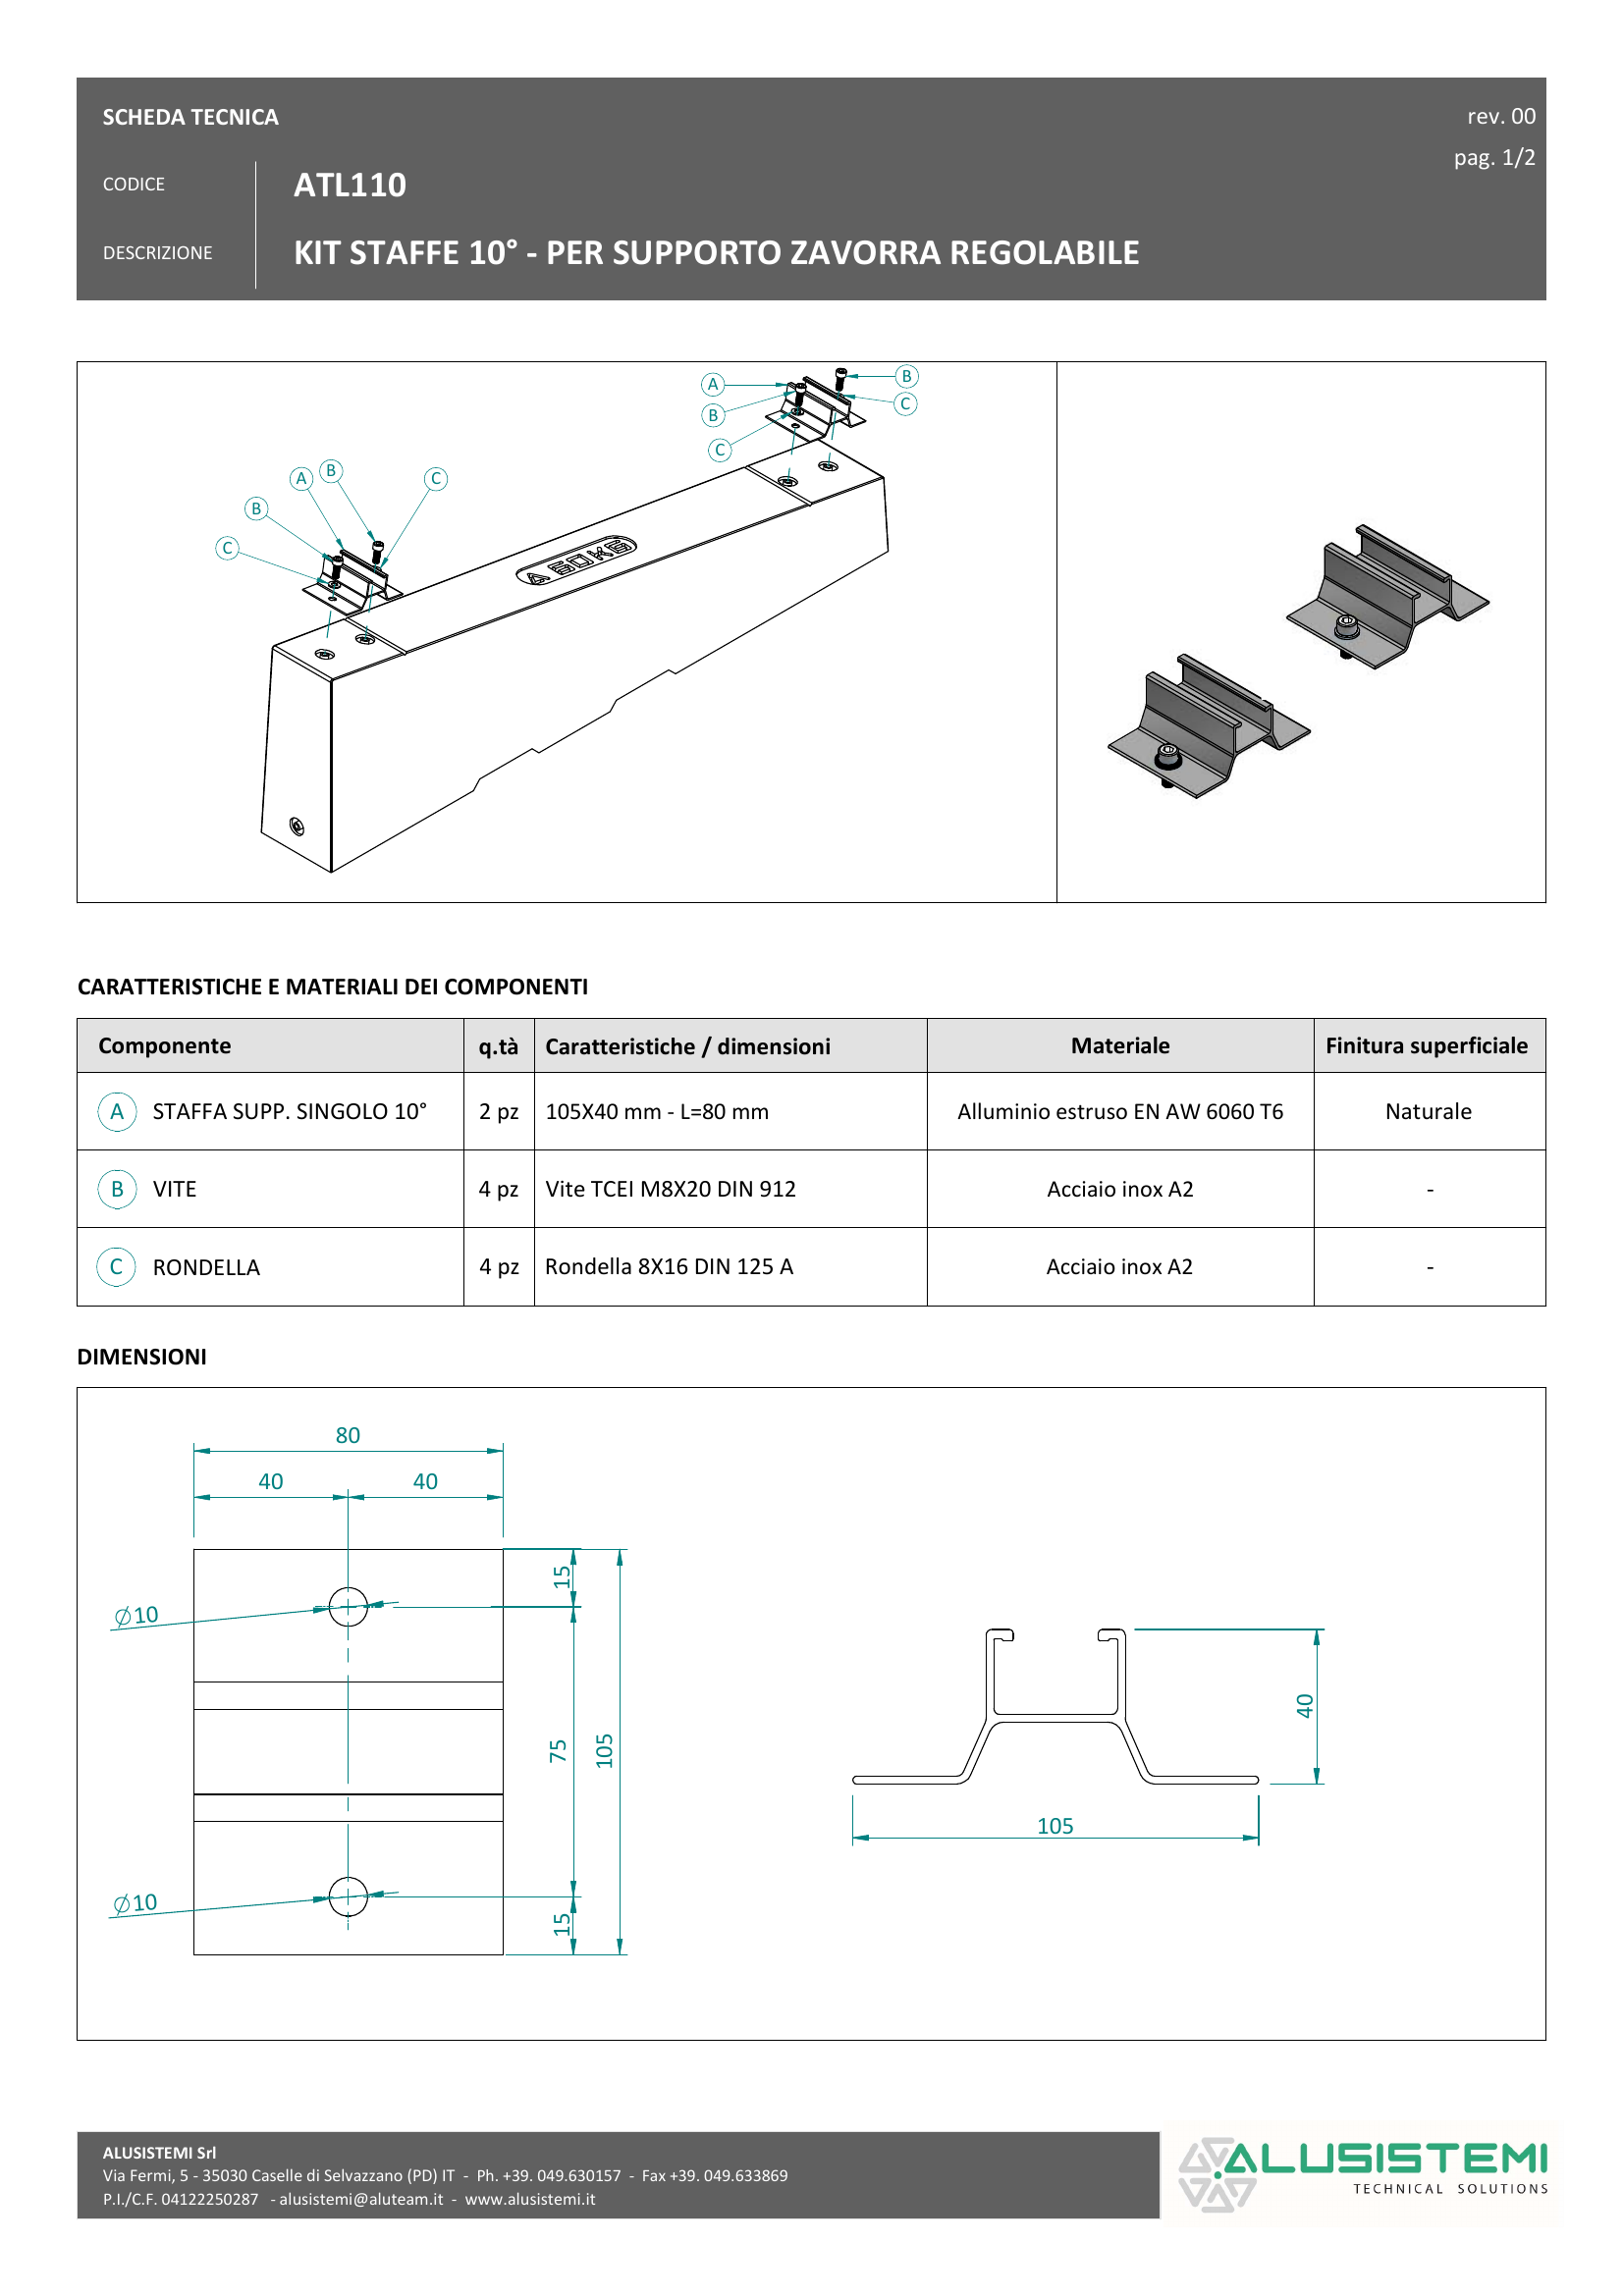 SCHEDA TECNICA
rev. 00
pag. 1/2
CODICE
ATL110
DESCRIZIONE
KIT STAFFE 10° - PER SUPPORTO ZAVORRA REGOLABILE
A
B
B
C
C
A
B
C
B
C
A 60KG
CARATTERISTICHE E MATERIALI DEI COMPONENTI
Componente q.tà Caratteristiche / dimensioni Materiale Finitura superficiale
A STAFFA SUPP. SINGOLO 10° 2 pz 105X40 mm - L=80 mm Alluminio estruso EN AW 6060 T6 Naturale
B VITE 4 pz Vite TCEI M8X20 DIN 912 Acciaio inox A2 -
C RONDELLA 4 pz Rondella 8X16 DIN 125 A Acciaio inox A2 -
DIMENSIONI
80
40 40
15
∅10
75
105
40
105
∅10
15
ALUSISTEMI Srl
Via Fermi, 5 - 35030 Caselle di Selvazzano (PD) IT - Ph. +39. 049.630157 - Fax +39. 049.633869
P.I./C.F. 04122250287 - alusistemi@aluteam.it - www.alusistemi.it
ALUSISTEMI
TECHNICAL SOLUTIONS